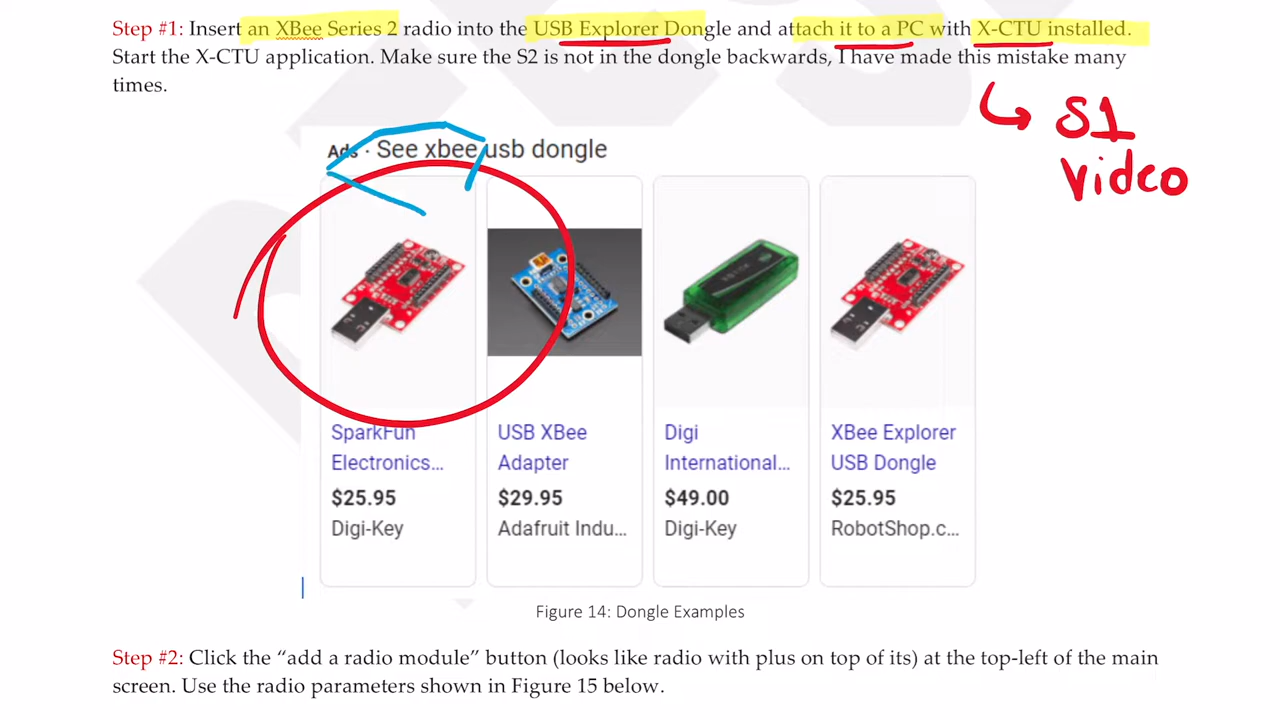 Step #1: Insert an XBee Series 2 radio into the USB Explorer Dongle and attach it to a PC with X-CTU installed.
Start the X-CTU application. Make sure the S2 is not in the dongle backwards, I have made this mistake many
times.
S1
Video
Ads · See xbee usb dongle
SparkFun
Electronics...
$25.95
Digi-Key
USB XBee
Adapter
$29.95
Adafruit Indu...
Digi
International...
$49.00
Digi-Key
XBee Explorer
USB Dongle
$25.95
RobotShop.c...
Figure 14: Dongle Examples
Step #2: Click the “add a radio module” button (looks like radio with plus on top of its) at the top-left of the main
screen. Use the radio parameters shown in Figure 15 below.